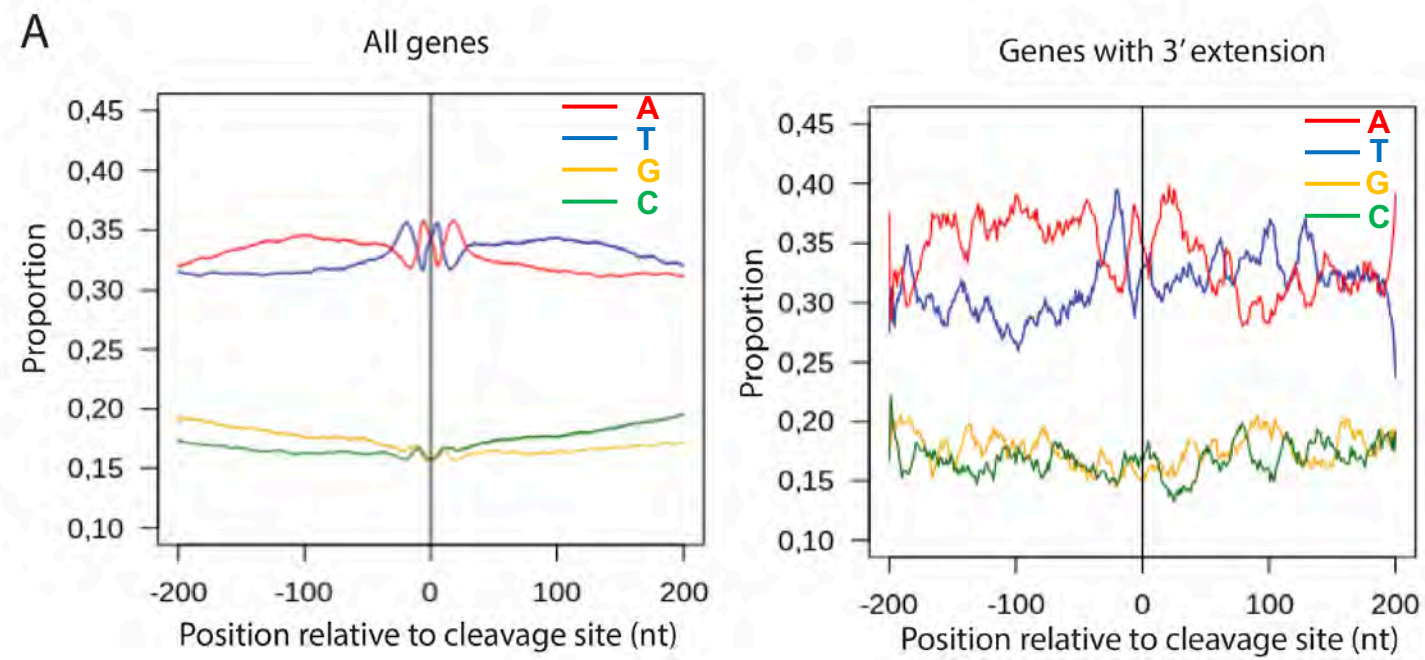 A
All genes
Proportion
0,45
0,40
0,35
0,30
0,25
0,20
0,15
0,10
A
T
G
C
-200 -100 0 100 200
Position relative to cleavage site (nt)
Genes with 3′ extension
Proportion
0,45
0,40
0,35
0,30
0,25
0,20
0,15
0,10
A
T
G
C
-200 -100 0 100 200
Position relative to cleavage site (nt)